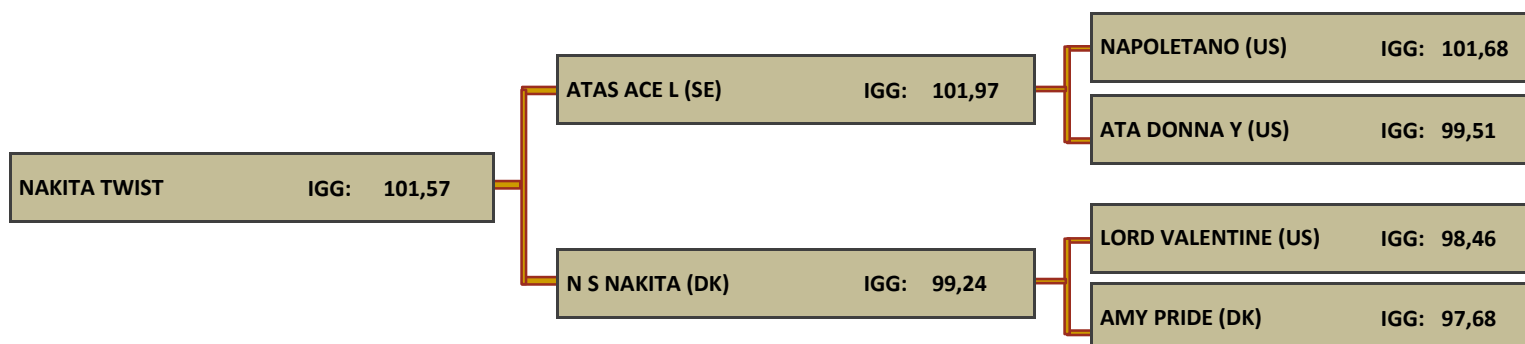 NAPOLETANO (US) IGG: 101,68
ATAS ACE L (SE) IGG: 101,97
ATA DONNA Y (US) IGG: 99,51
NAKITA TWIST IGG: 101,57
LORD VALENTINE (US) IGG: 98,46
N S NAKITA (DK) IGG: 99,24
AMY PRIDE (DK) IGG: 97,68